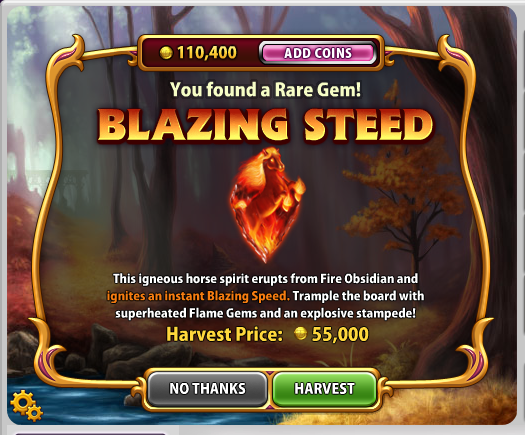 110,400 ADD COINS
You found a Rare Gem!
BLAZING STEED
This igneous horse spirit erupts from Fire Obsidian and
ignites an instant Blazing Speed. Trample the board with
superheated Flame Gems and an explosive stampede!
Harvest Price: 55,000
NO THANKS HARVEST